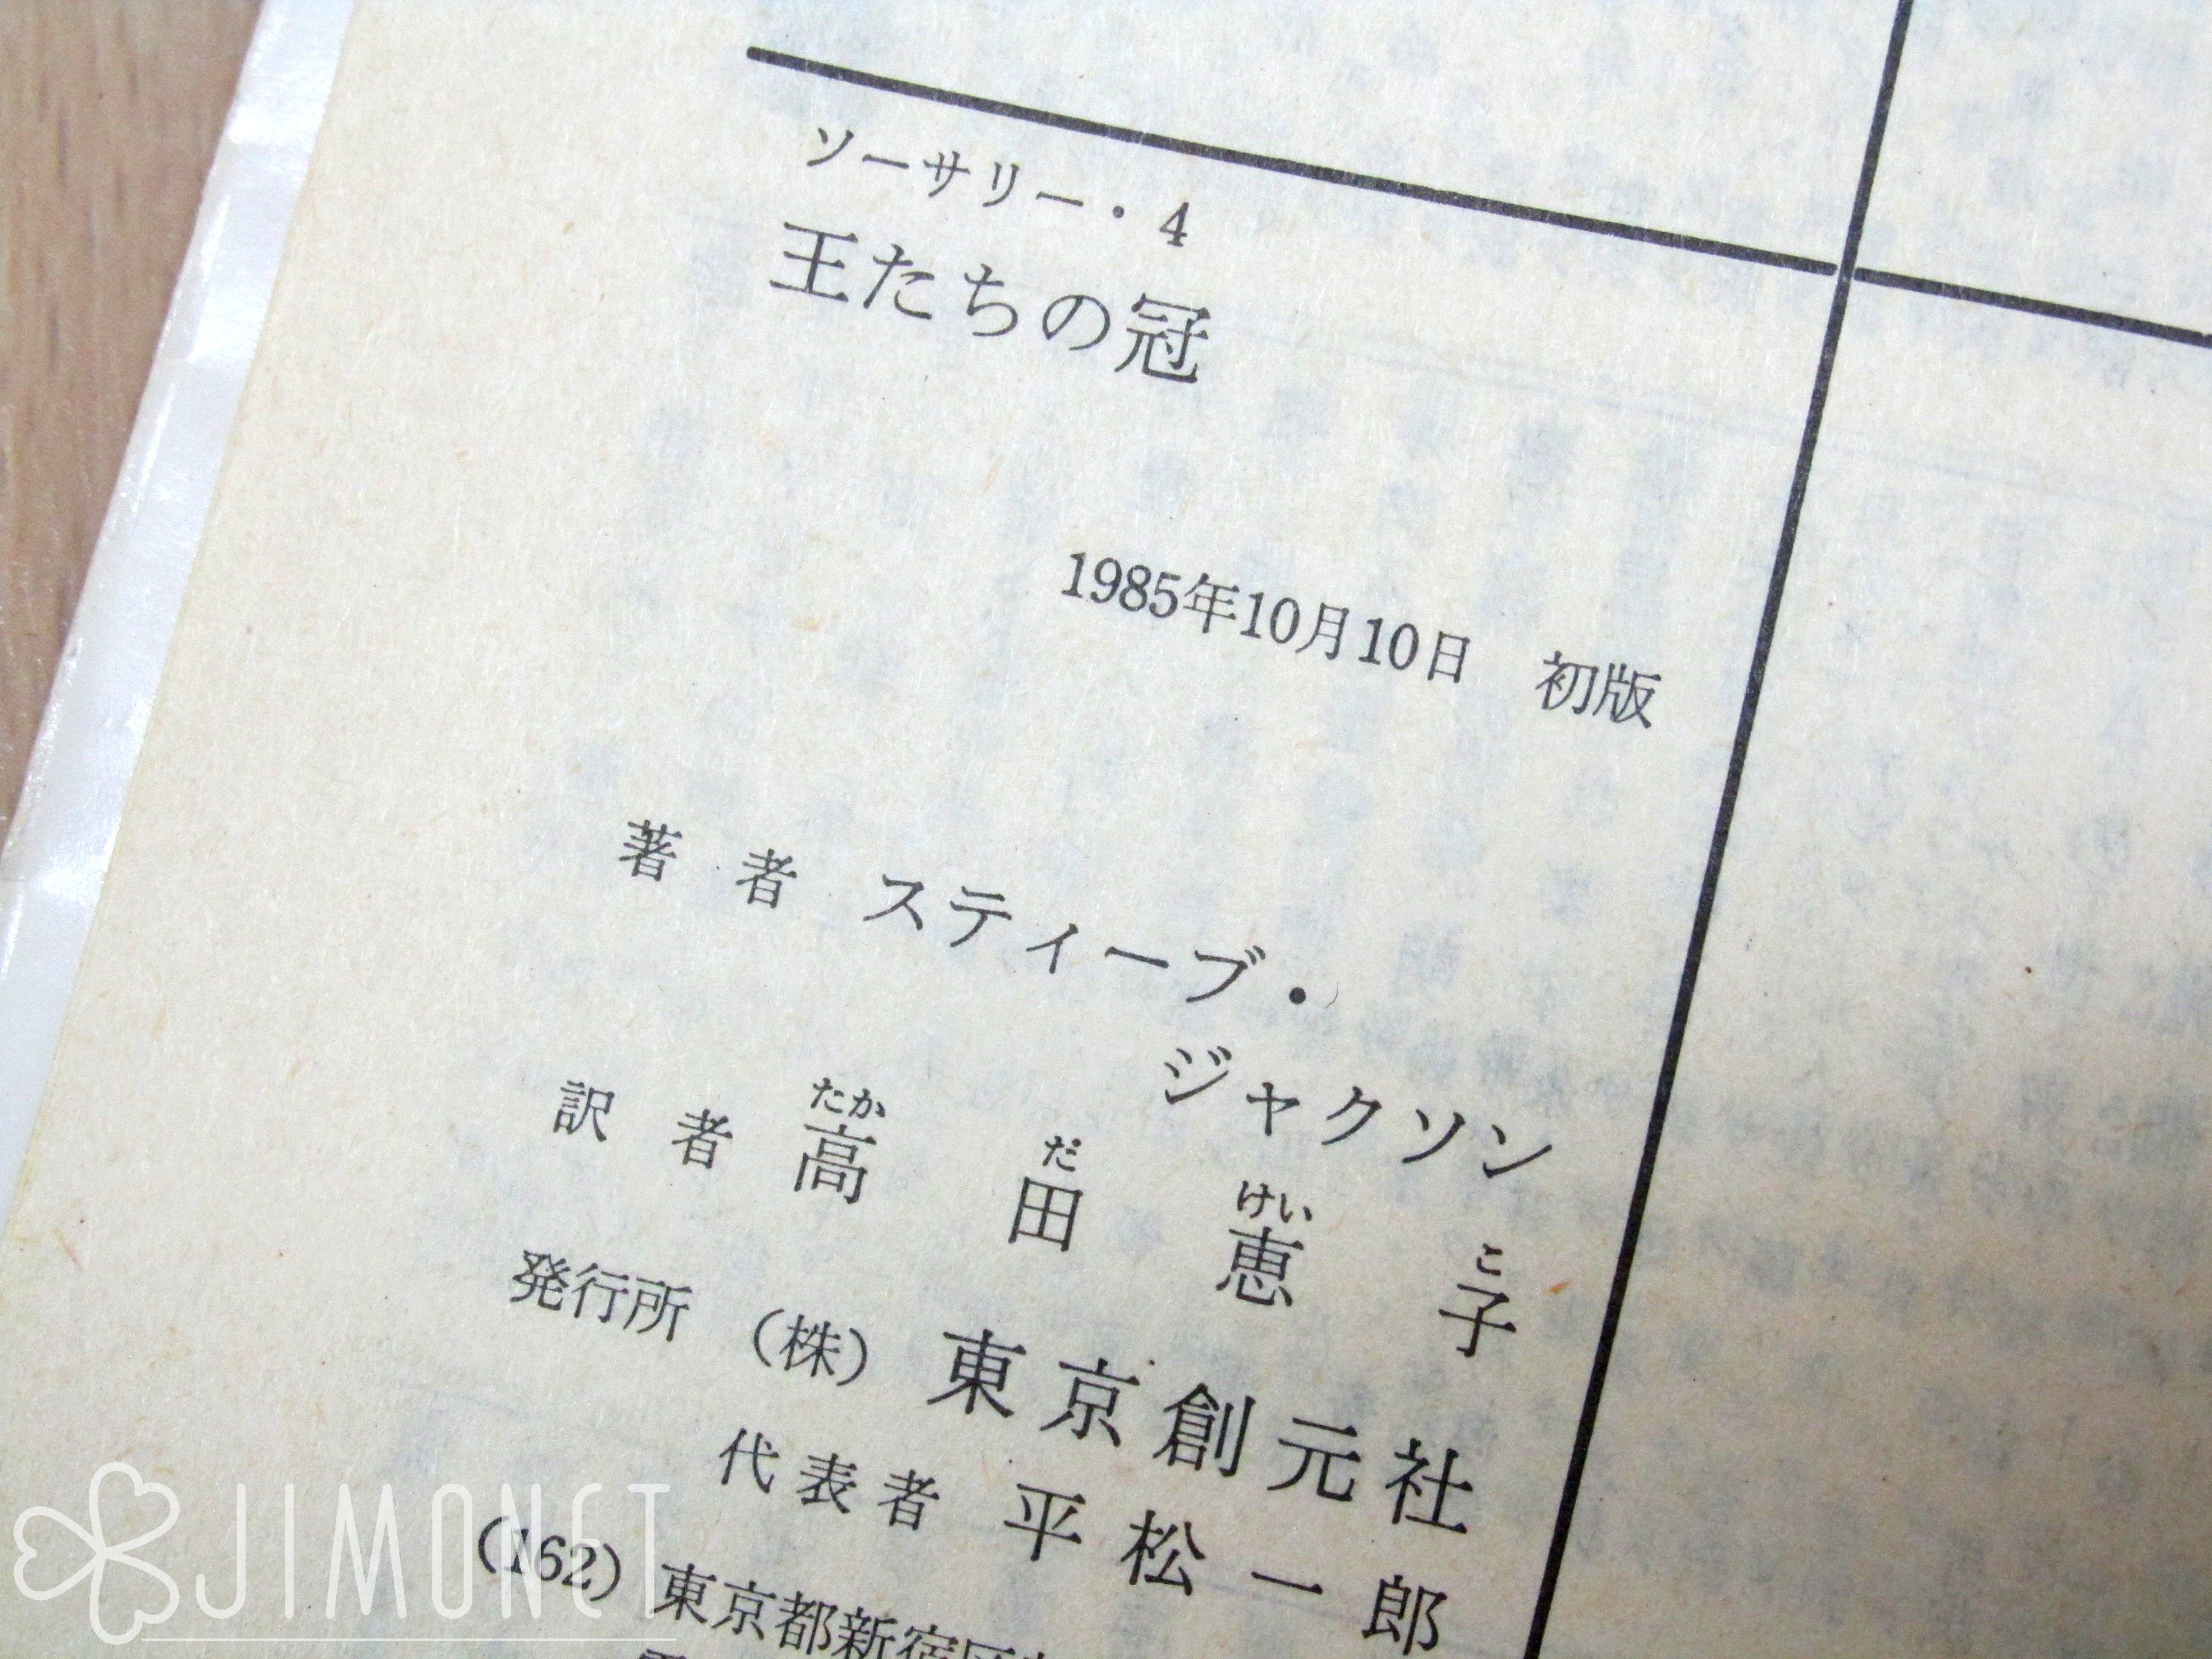 ソーサリー・4
王たちの冠
1985年10月10日 初版
著者 スティーブ・
ジャクソン
たか だ けい こ
訳者 高田恵子
発行所 (株) 東京創元社
代表者 平松一郎
(162) 東京都新宿区
JIMONET